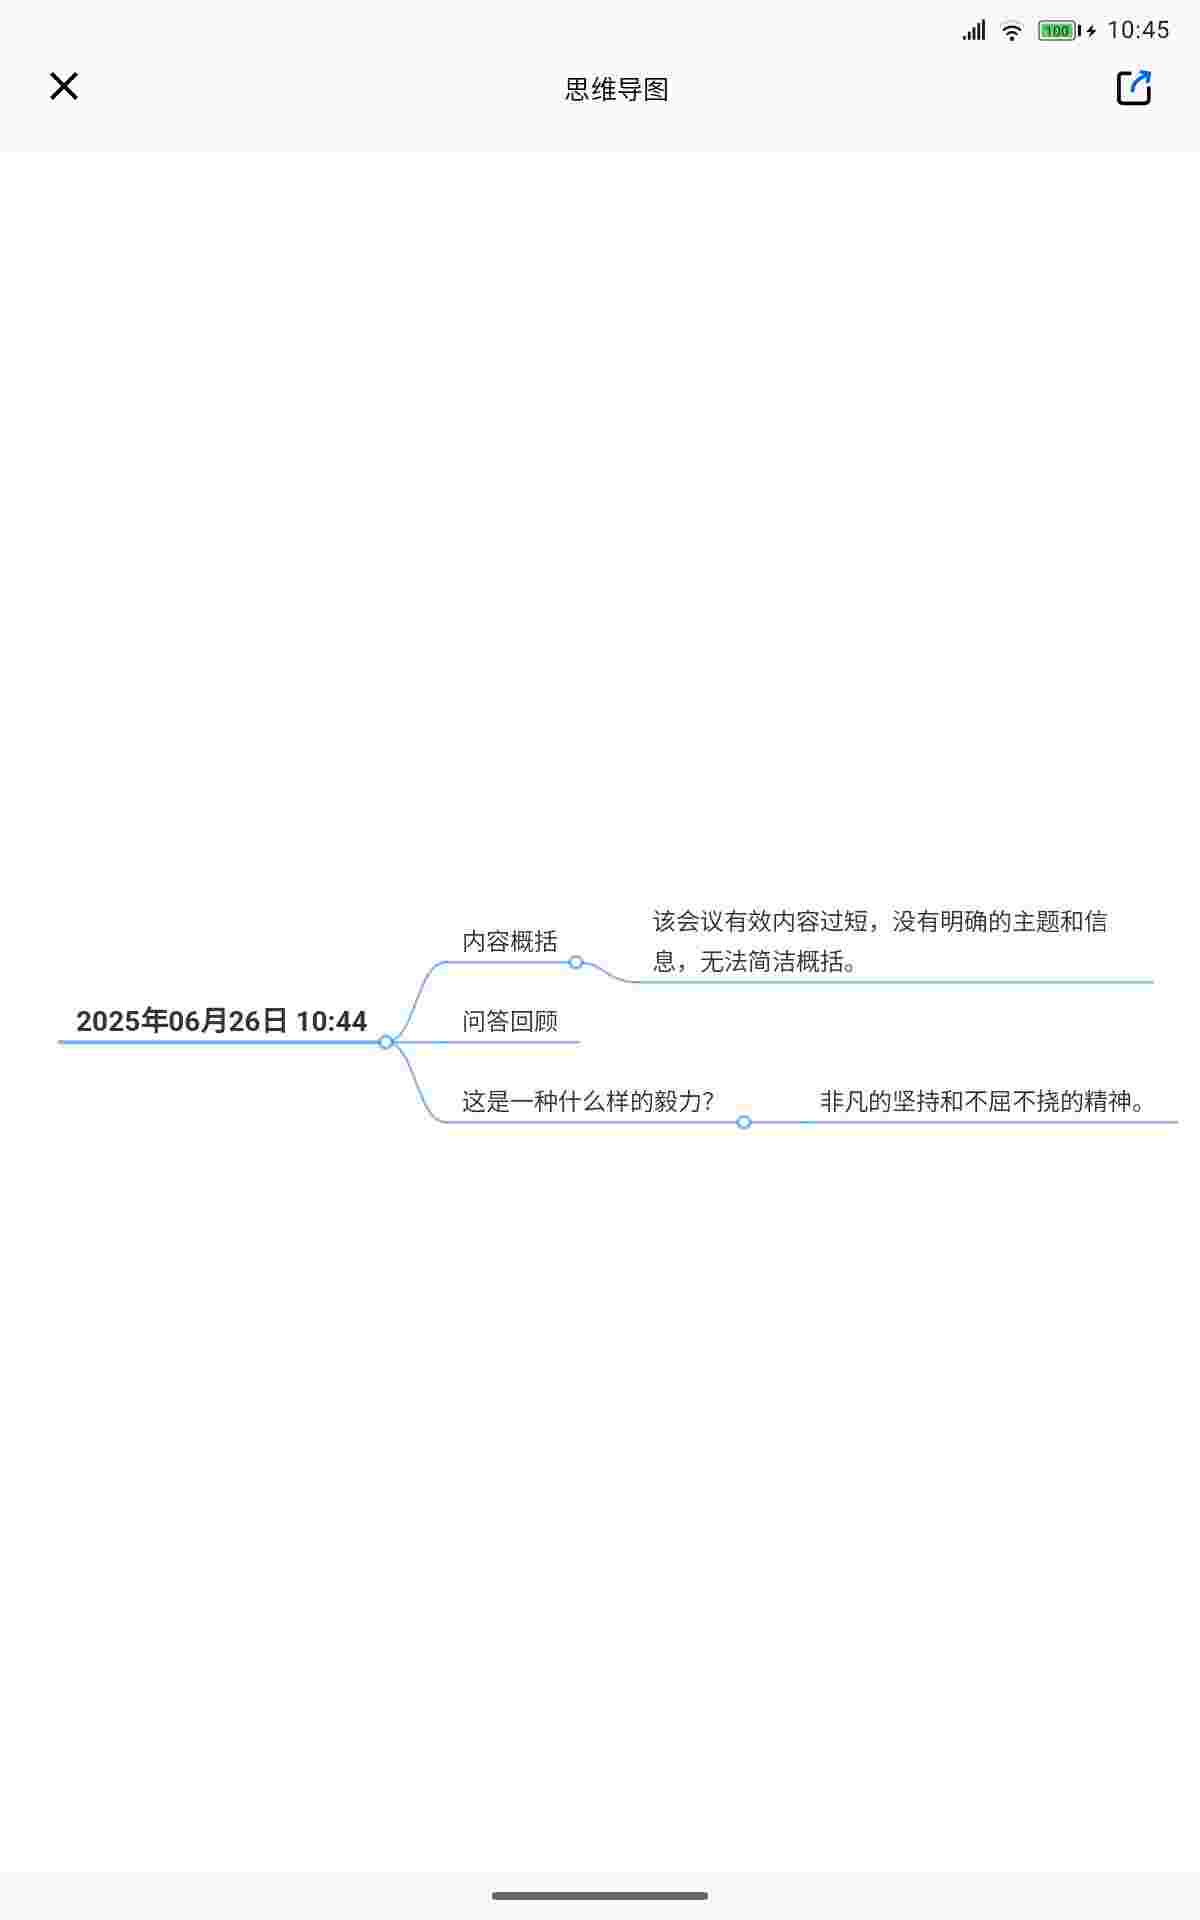 100 10:45
思维导图
该会议有效内容过短，没有明确的主题和信
息，无法简洁概括。
内容概括
2025年06月26日 10:44
问答回顾
这是一种什么样的毅力？
非凡的坚持和不屈不挠的精神。